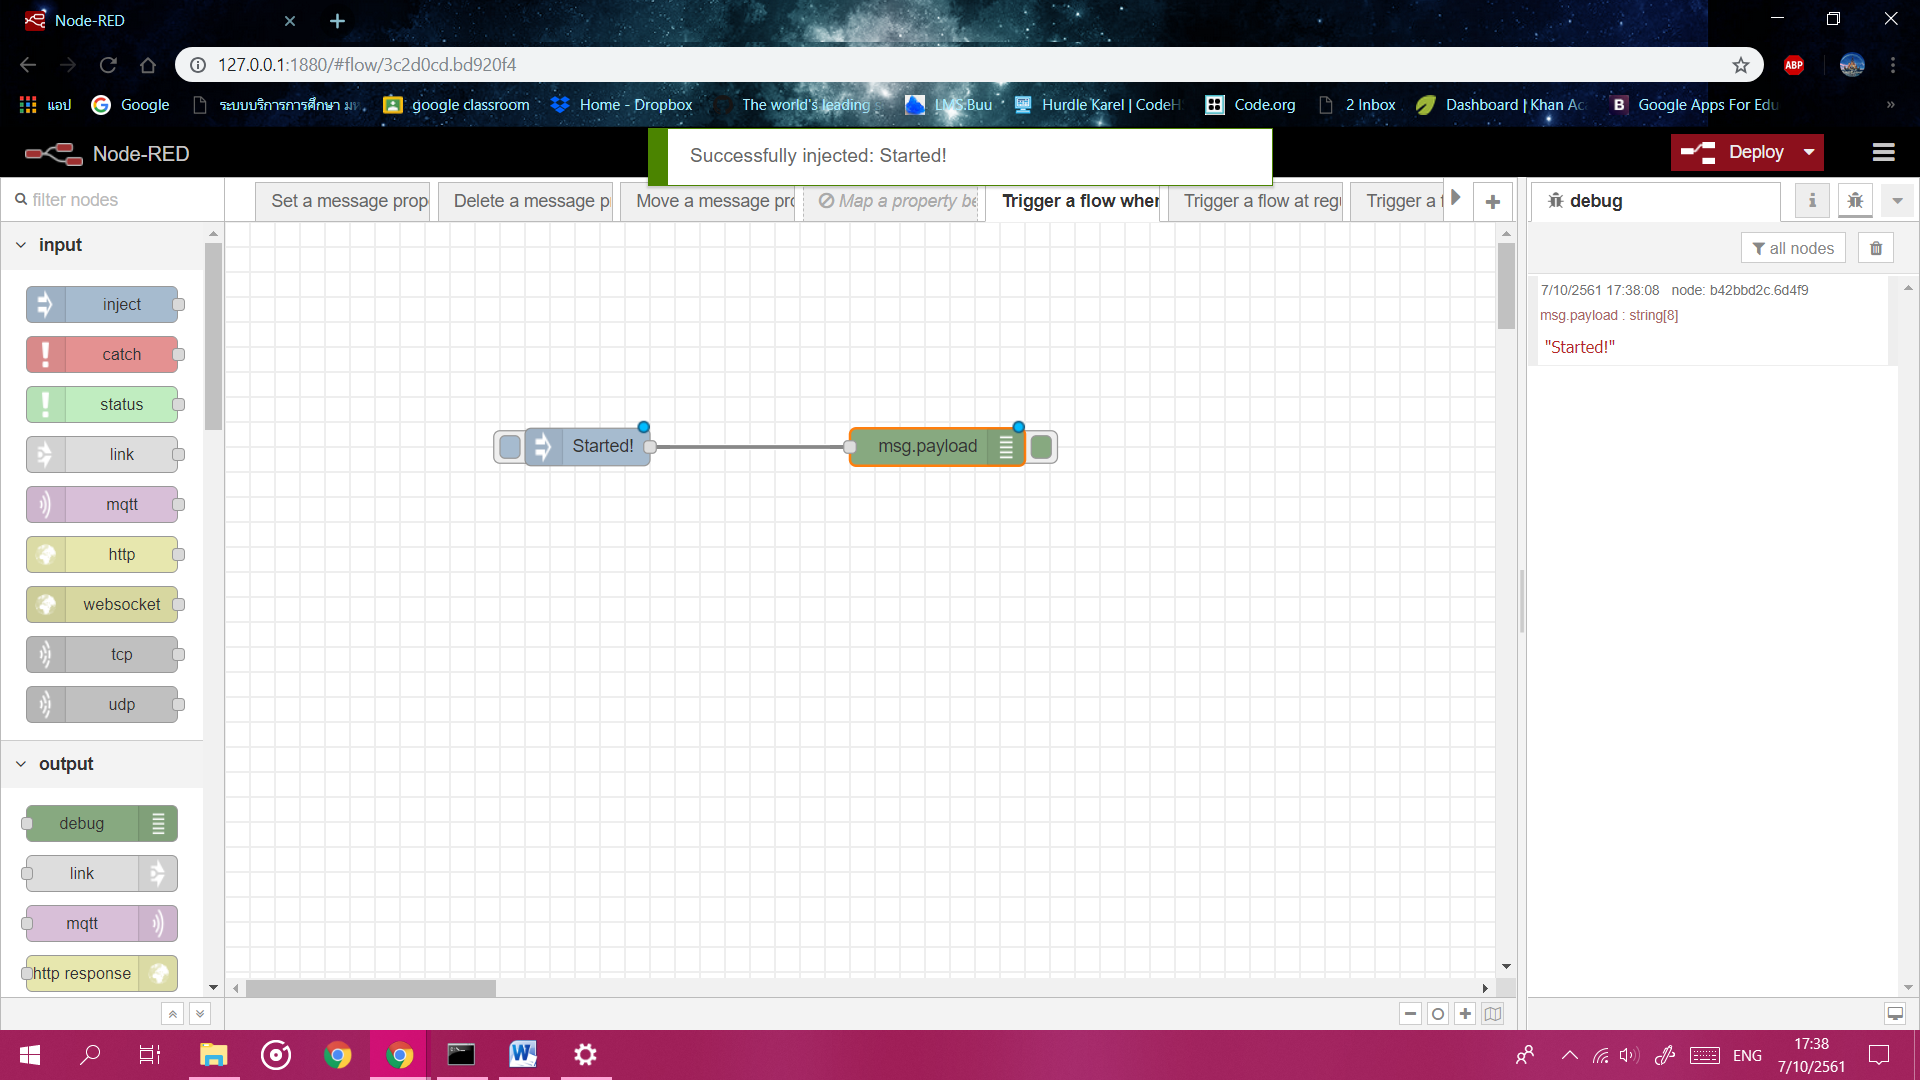 Node-RED
127.0.0.1:1880/#flow/3c2d0cd.bd920f4
ABP
แอป
Google
ระบบบริการการศึกษา มห
google classroom
Home - Dropbox
The world's leading s
LMS:Buu
Hurdle Karel | CodeH
Code.org
2 Inbox
Dashboard | Khan Ac
Google Apps For Edu
»
Node-RED
Successfully injected: Started!
Deploy
filter nodes
Set a message prop
Delete a message p
Move a message pro
Map a property be
Trigger a flow when
Trigger a flow at regu
Trigger a f
debug
all nodes
input
inject
catch
status
link
mqtt
http
websocket
tcp
udp
output
debug
link
mqtt
http response
Started!
msg.payload
7/10/2561 17:38:08 node: b42bbd2c.6d4f9
msg.payload : string[8]
"Started!"
ENG
17:38
7/10/2561